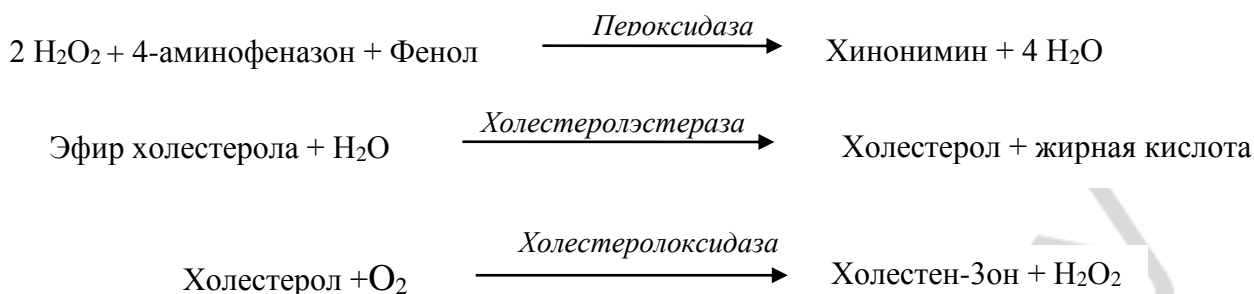 Пероксидаза
2 H₂O₂ + 4-аминофеназон + Фенол → Хинонимин + 4 H₂O
Холестеролэстераза
Эфир холестерола + H₂O → Холестерол + жирная кислота
Холестеролоксидаза
Холестерол +O₂ → Холестен-3он + H₂O₂